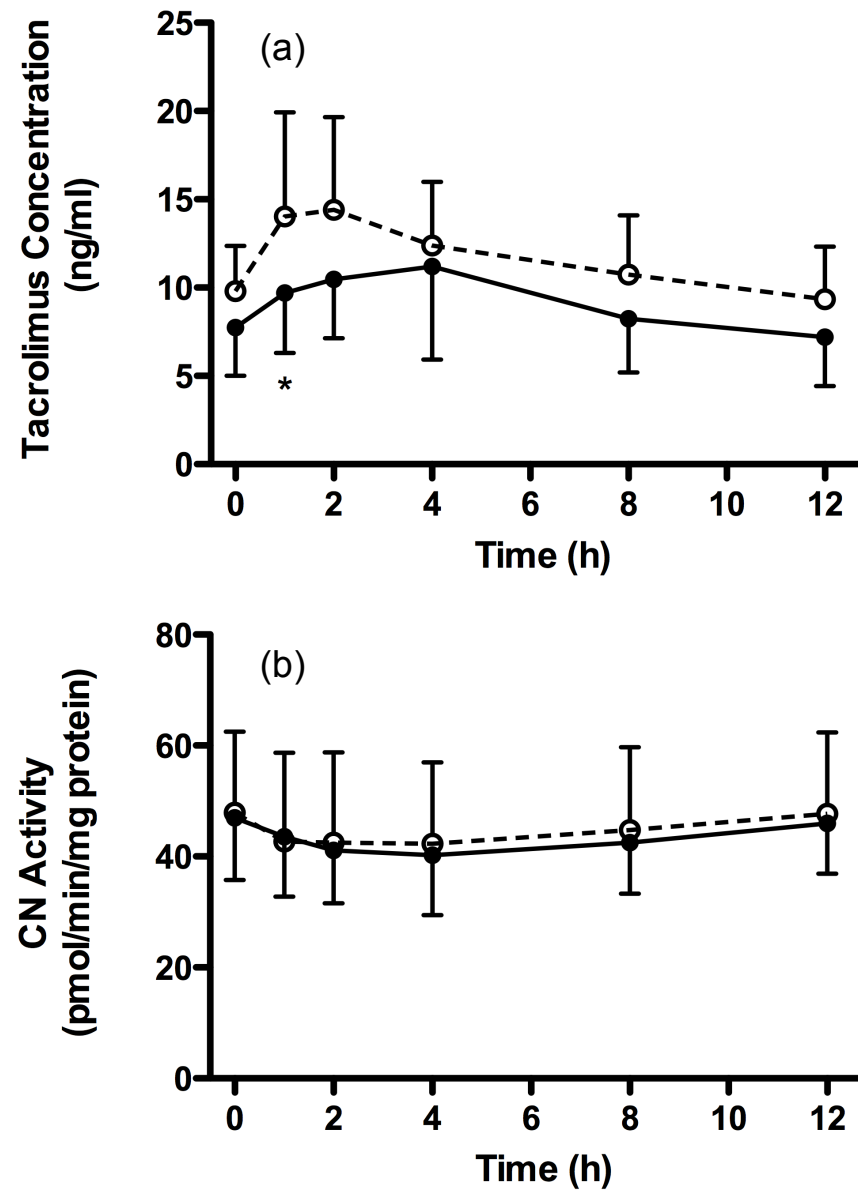 (a)
Tacrolimus Concentration
(ng/ml)
25
20
15
10
5
0
*
0 2 4 6 8 10 12
Time (h)
(b)
CN Activity
(pmol/min/mg protein)
80
60
40
20
0
0 2 4 6 8 10 12
Time (h)